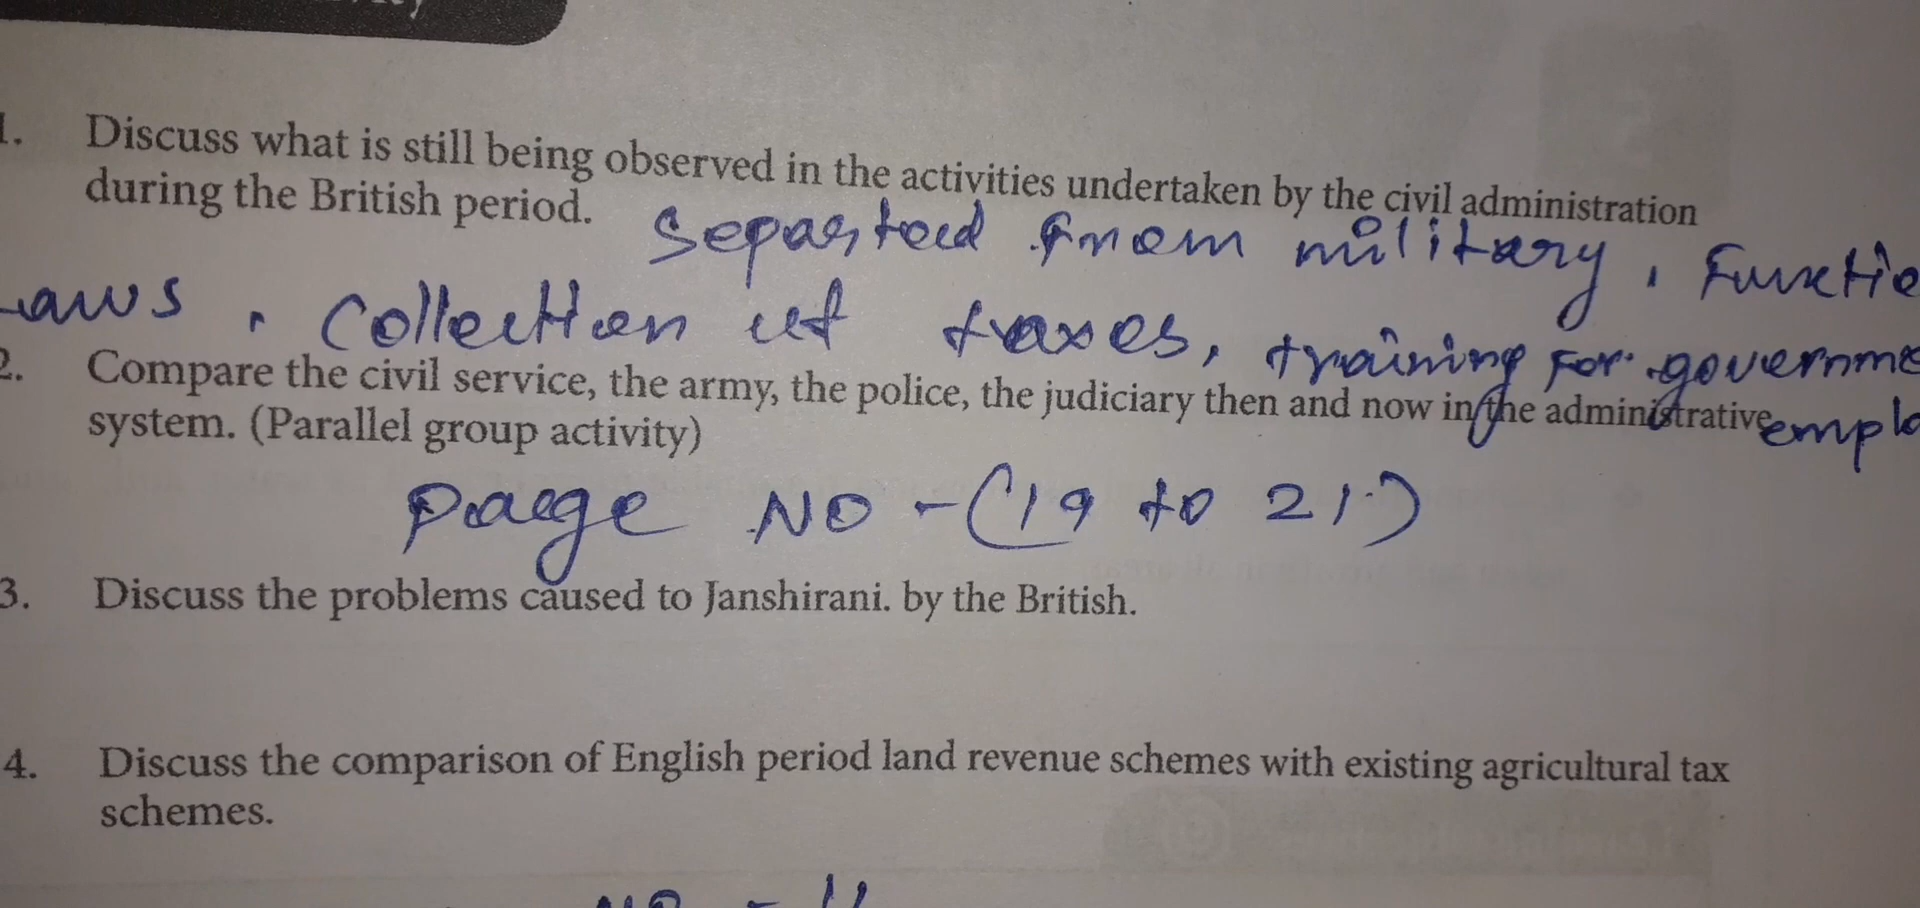 1. Discuss what is still being observed in the activities undertaken by the civil administration
during the British period.
Separted from military, Functio
Laws, Collection of taxes, training for governme
emplo
2. Compare the civil service, the army, the police, the judiciary then and now in the administrative
system. (Parallel group activity)
Page NO - (19 to 21)
3. Discuss the problems caused to Janshirani. by the British.
4. Discuss the comparison of English period land revenue schemes with existing agricultural tax
schemes.